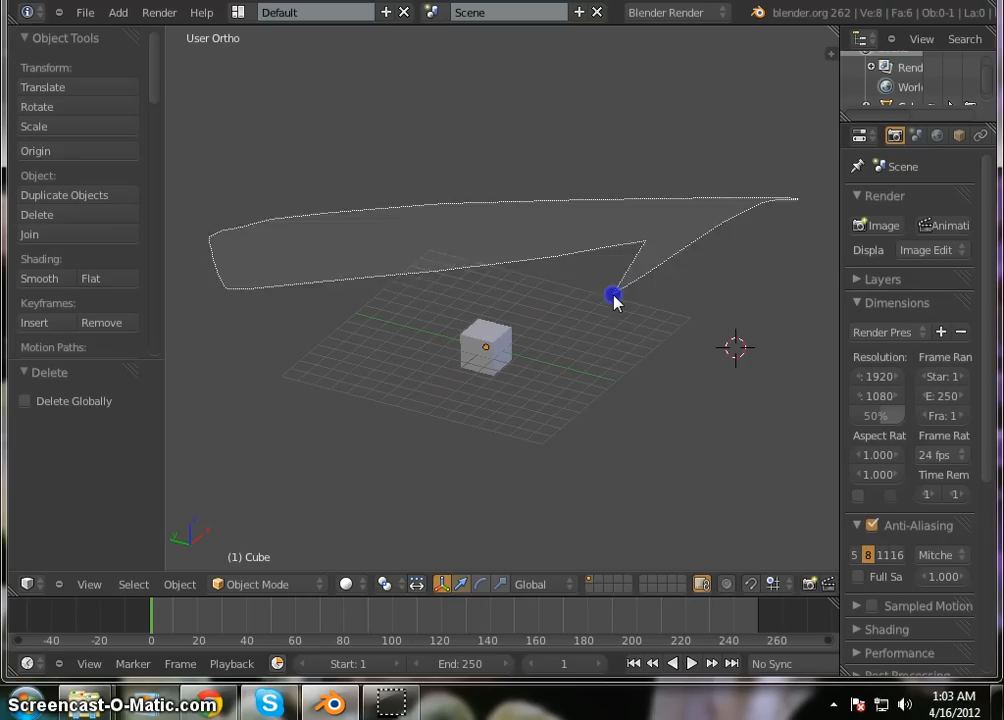 File Add Render Help Default Scene Blender Render blender.org 262 | Ve:8 | Fa:6 | Ob:0-1 | La:0 |
Object Tools
Transform:
Translate
Rotate
Scale
Origin
Object:
Duplicate Objects
Delete
Join
Shading:
Smooth Flat
Keyframes:
Insert Remove
Motion Paths:
Delete
Delete Globally
User Ortho
(1) Cube
View Select Object Object Mode Global
-40 -20 0 20 40 60 80 100 120 140 160 180 200 220 240 260
View Marker Frame Playback Start: 1 End: 250 1 No Sync
View Search
Rend
Worl
Scene
Render
Image Animati
Displa Image Edit
Layers
Dimensions
Render Pres
Resolution: Frame Ran
1920 Star: 1
1080 E: 250
50% Fra: 1
Aspect Rat Frame Rat
1.000 24 fps
1.000 Time Rem
1 1
Anti-Aliasing
5 8 11 16 Mitche
Full Sa 1.000
Sampled Motion
Shading
Performance
Screencast-O-Matic.com
1:03 AM
4/16/2012